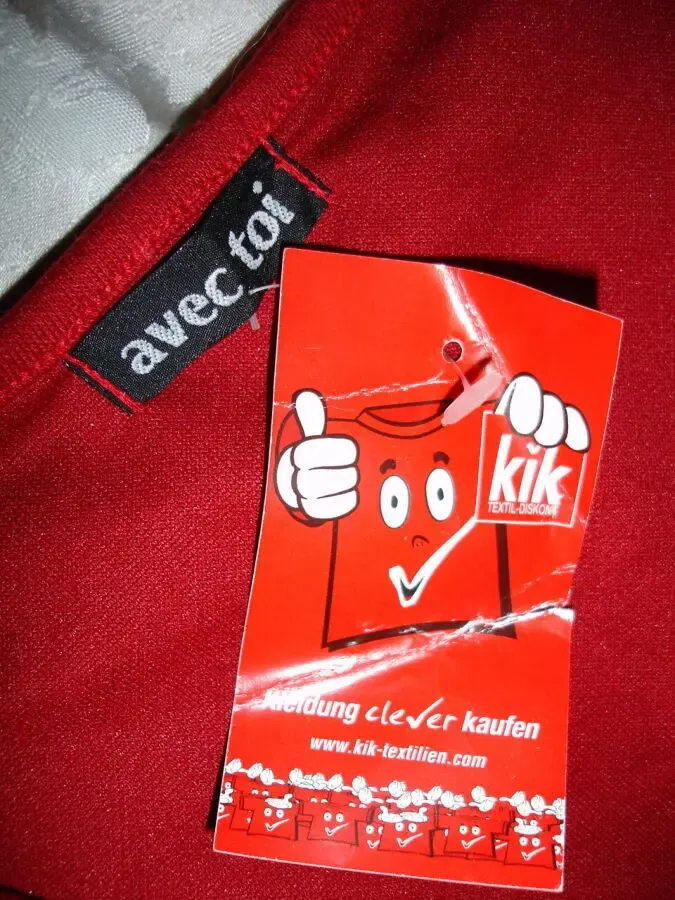 avec toi
kik
TEXTIL-DISKONT
Kleidung clever kaufen
www.kik-textilien.com